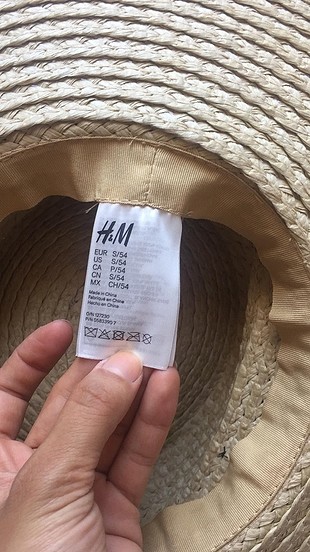 H&M
EUR S/54
US S/54
CA P/54
CN S/54
MX CH/54
Made in China
Fabriqué en Chine
Hecho en China
O/N 127230